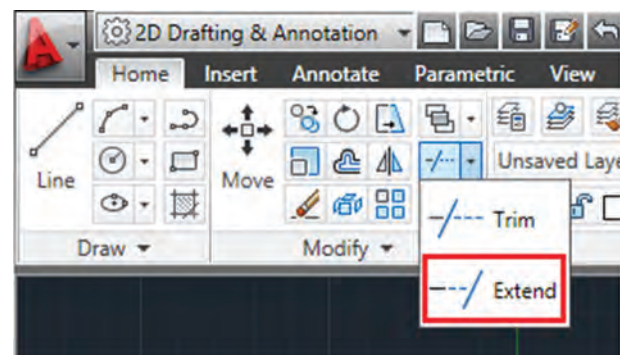 2D Drafting & Annotation
Home Insert Annotate Parametric View
Line
Move
Unsaved Laye
Trim
Extend
Draw Modify